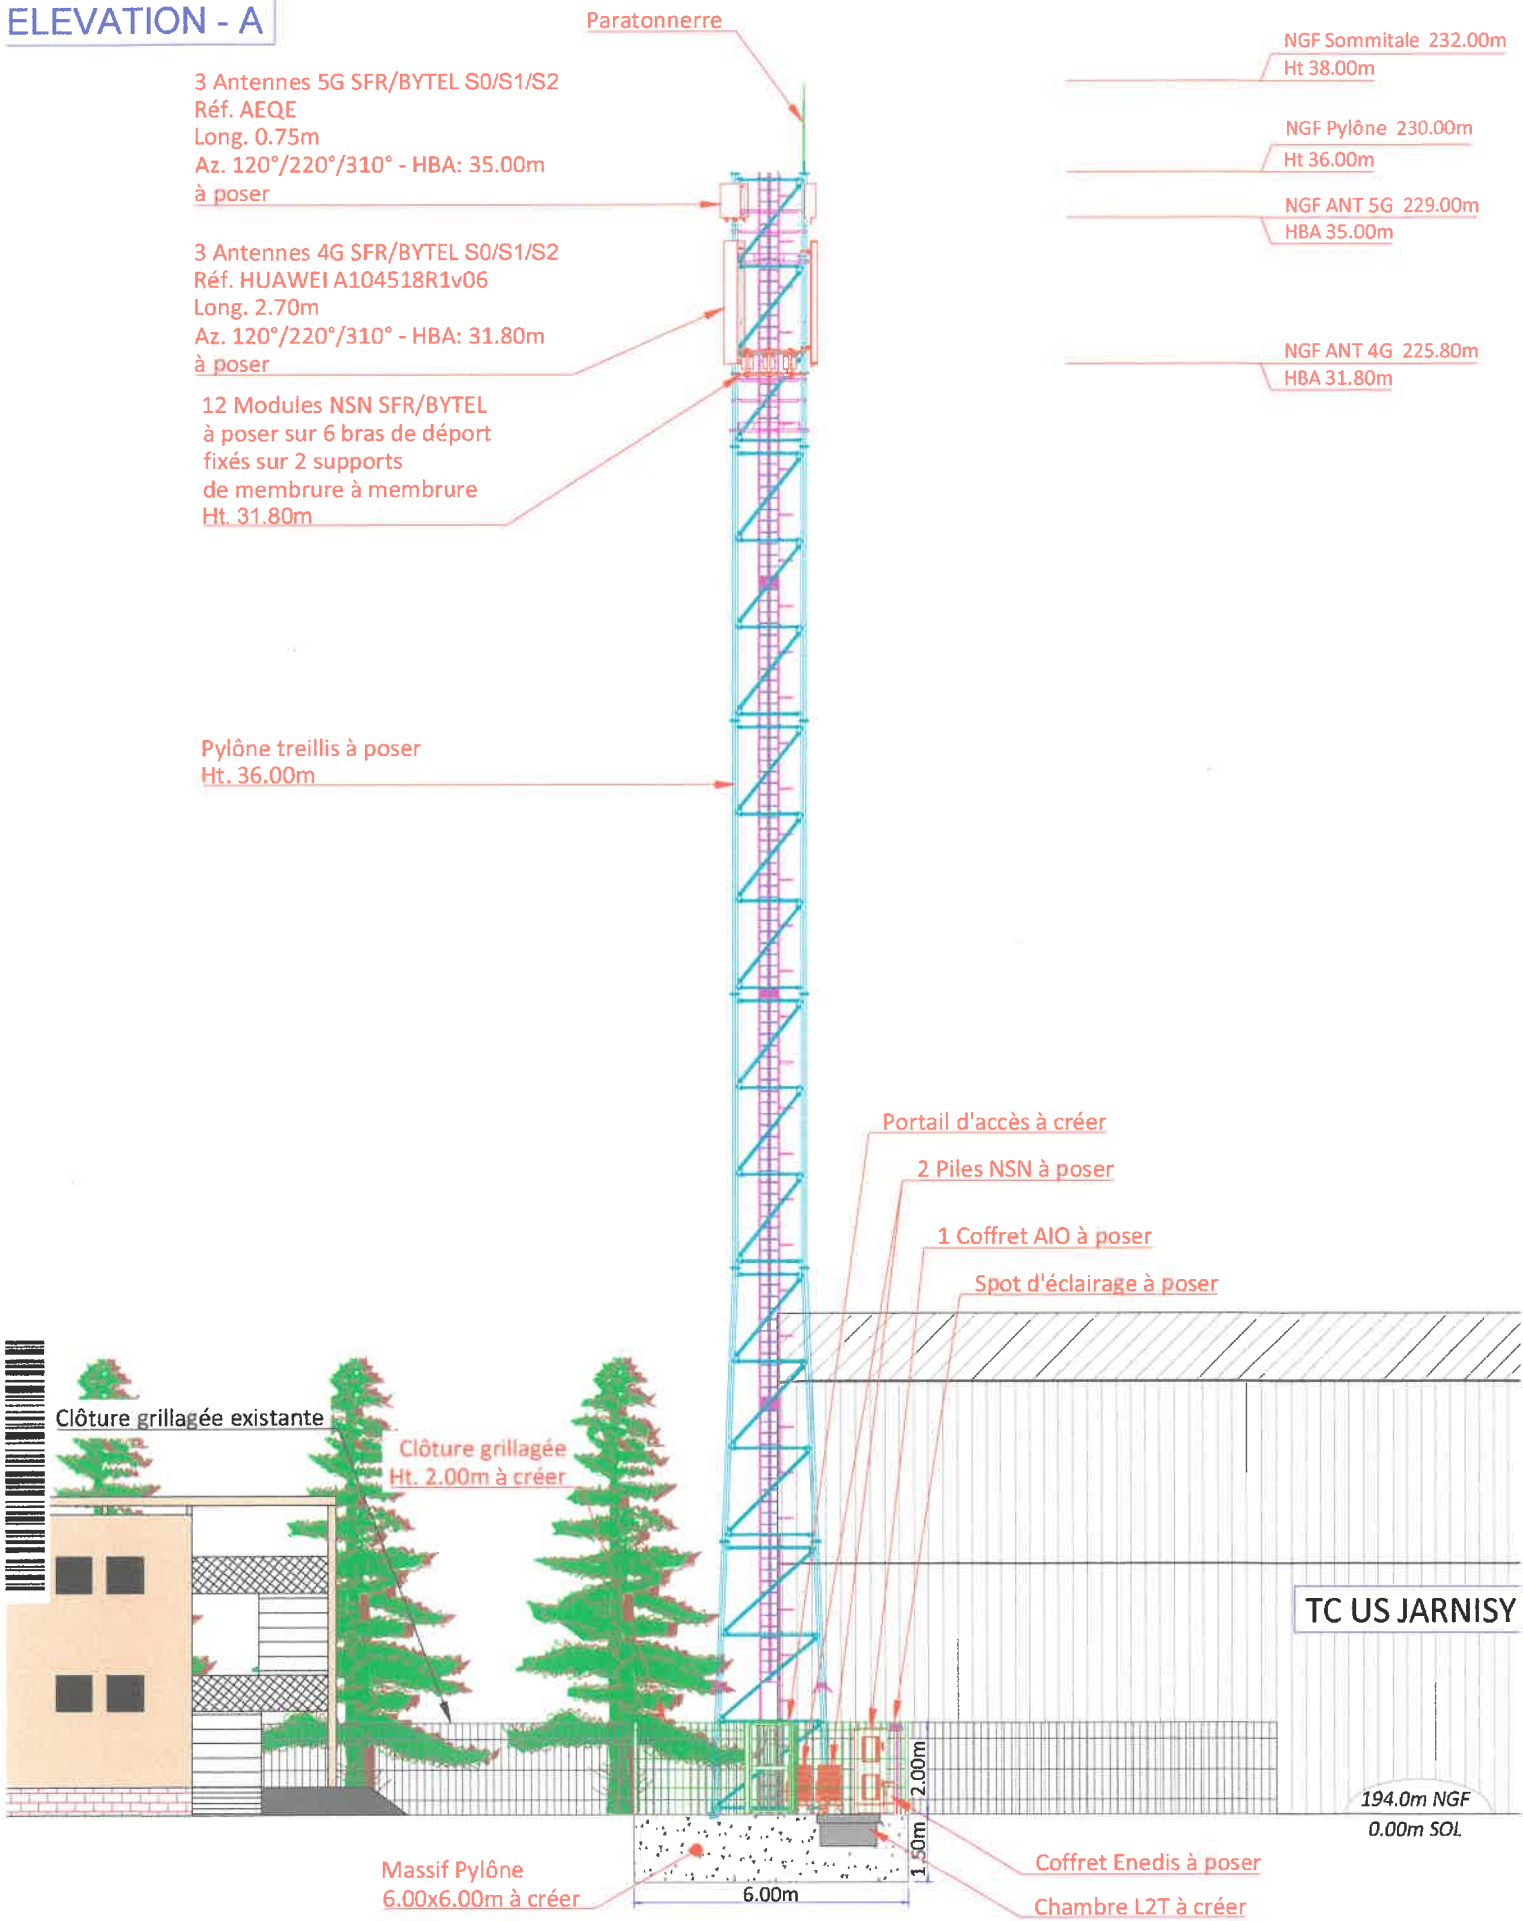 ELEVATION - A
Paratonnerre
NGF Sommitale 232.00m
Ht 38.00m
3 Antennes 5G SFR/BYTEL S0/S1/S2
Réf. AEQE
Long. 0.75m
Az. 120°/220°/310° - HBA: 35.00m
à poser
NGF Pylône 230.00m
Ht 36.00m
NGF ANT 5G 229.00m
HBA 35.00m
3 Antennes 4G SFR/BYTEL S0/S1/S2
Réf. HUAWEI A104518R1v06
Long. 2.70m
Az. 120°/220°/310° - HBA: 31.80m
à poser
NGF ANT 4G 225.80m
HBA 31.80m
12 Modules NSN SFR/BYTEL
à poser sur 6 bras de déport
fixés sur 2 supports
de membrure à membrure
Ht. 31.80m
Pylône treillis à poser
Ht. 36.00m
Portail d'accès à créer
2 Piles NSN à poser
1 Coffret AIO à poser
Spot d'éclairage à poser
Clôture grillagée existante
Clôture grillagée
Ht. 2.00m à créer
TC US JARNISY
2.00m
194.0m NGF
0.00m SOL
1.50m
Massif Pylône
6.00x6.00m à créer
6.00m
Coffret Enedis à poser
Chambre L2T à créer